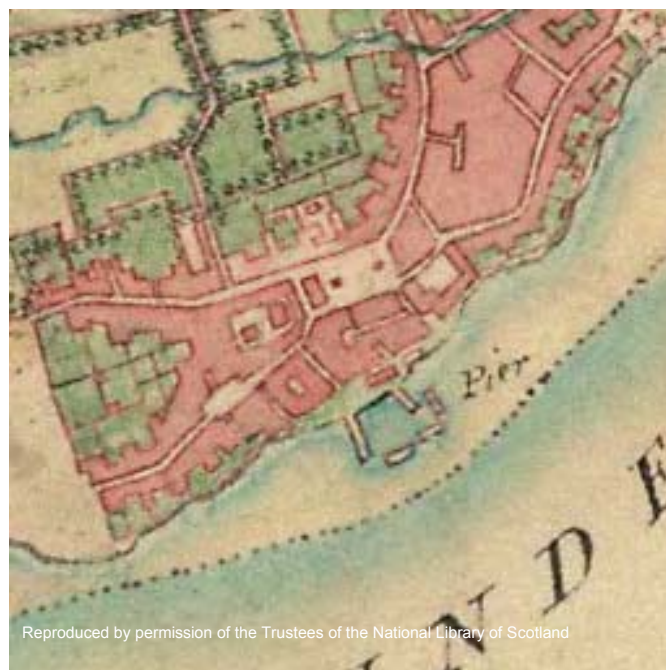 Pier
N D E
Reproduced by permission of the Trustees of the National Library of Scotland